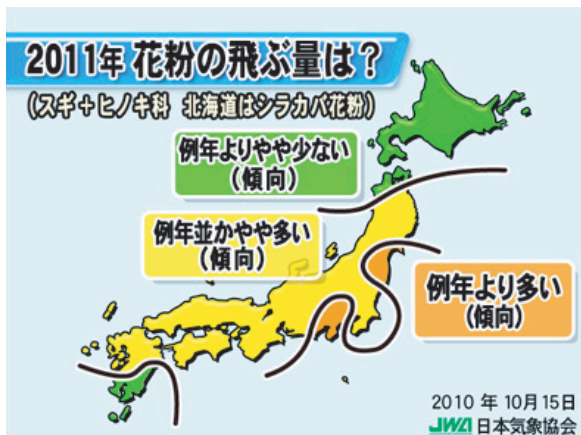 2011年 花粉の飛ぶ量は？
（スギ＋ヒノキ科 北海道はシラカバ花粉）
例年よりやや少ない
（傾向）
例年並かやや多い
（傾向）
例年より多い
（傾向）
2010 年 10月15日
JWA 日本気象協会